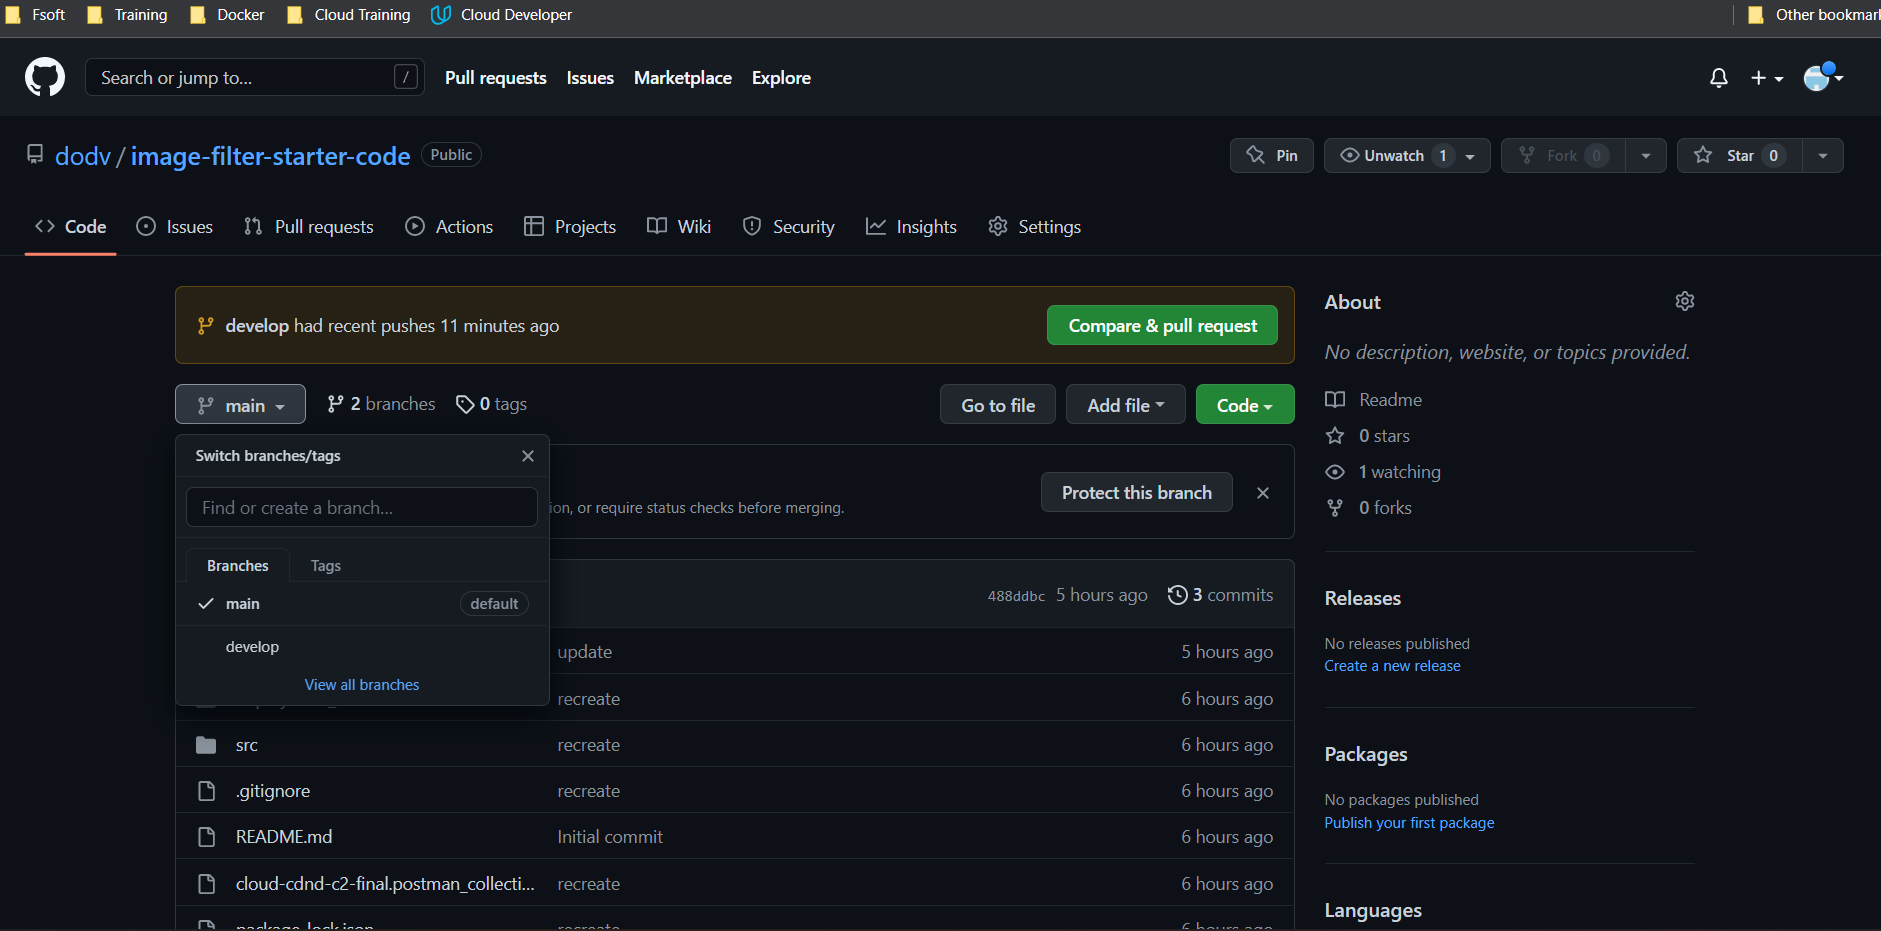 Fsoft Training Docker Cloud Training Cloud Developer Other bookmar
Search or jump to... / Pull requests Issues Marketplace Explore
dodv / image-filter-starter-code Public Pin Unwatch 1 Fork 0 Star 0
Code Issues Pull requests Actions Projects Wiki Security Insights Settings
develop had recent pushes 11 minutes ago Compare & pull request
main 2 branches 0 tags Go to file Add file Code
Switch branches/tags
Find or create a branch...
ion, or require status checks before merging. Protect this branch
Branches Tags
main default
develop
View all branches
488ddbc 5 hours ago 3 commits
update 5 hours ago
recreate 6 hours ago
src recreate 6 hours ago
.gitignore recreate 6 hours ago
README.md Initial commit 6 hours ago
cloud-cdnd-c2-final.postman_collecti... recreate 6 hours ago
package-lock.json recreate 6 hours ago
About
No description, website, or topics provided.
Readme
0 stars
1 watching
0 forks
Releases
No releases published
Create a new release
Packages
No packages published
Publish your first package
Languages